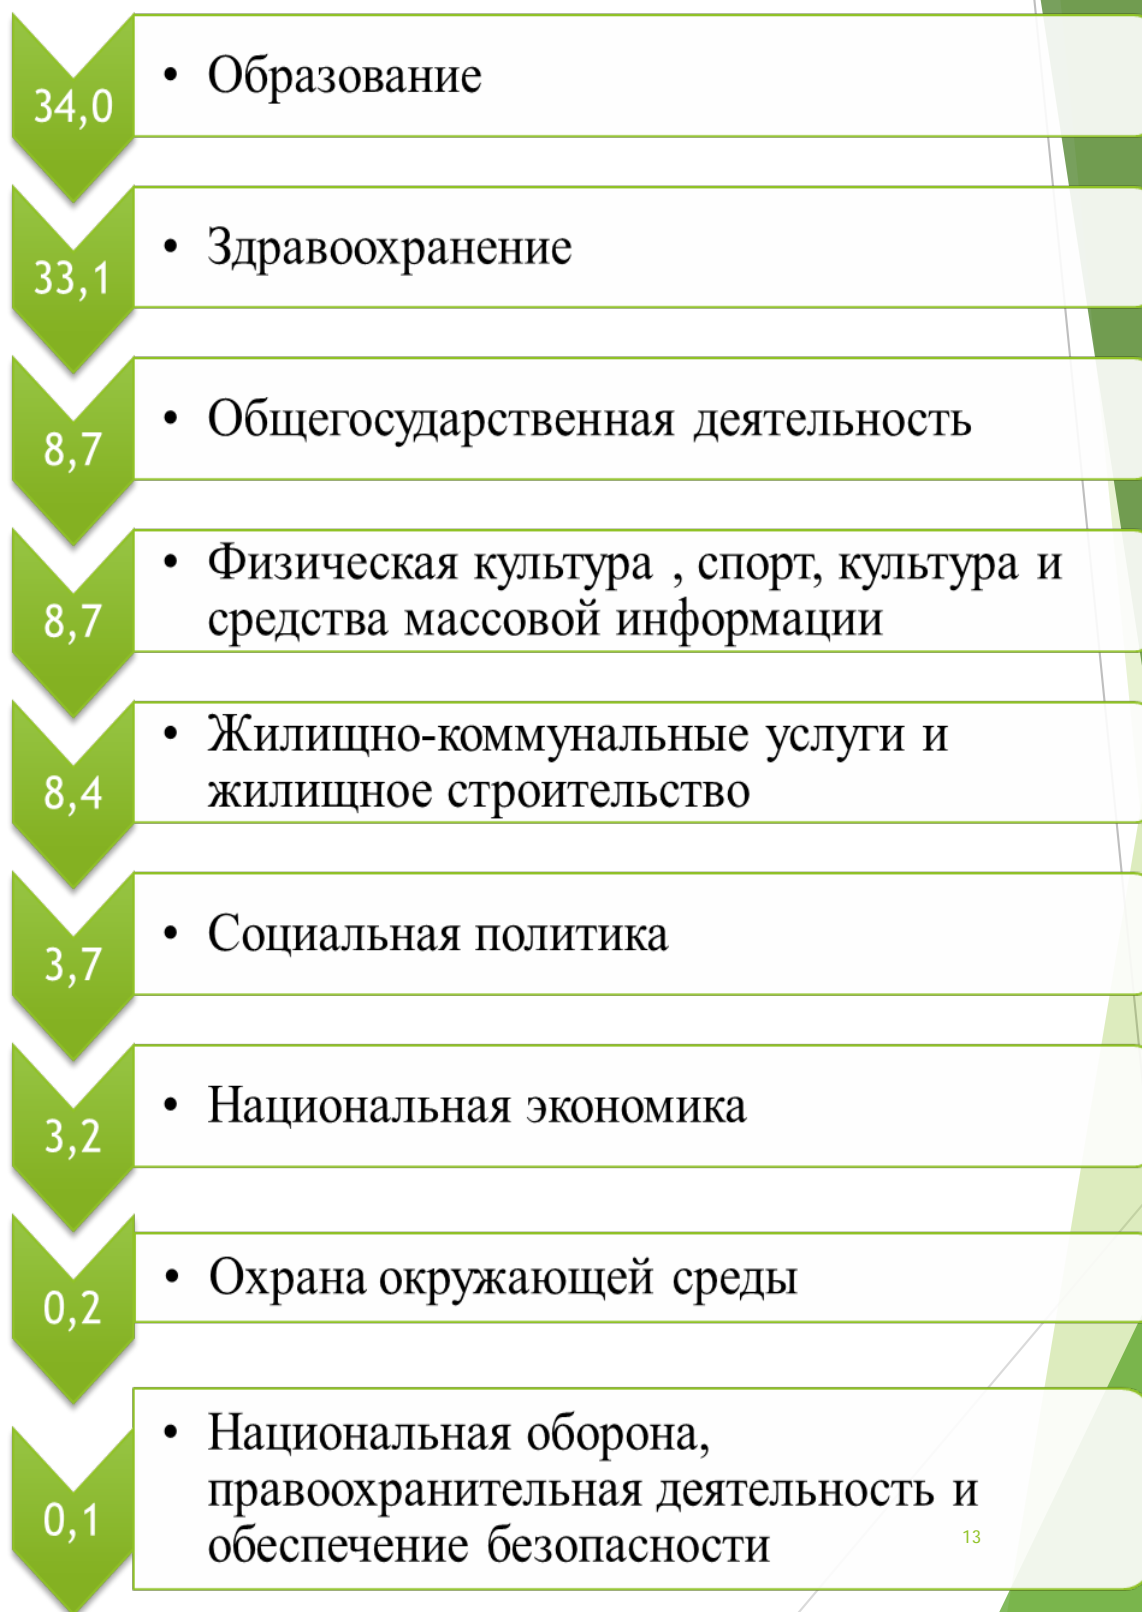 34,0
• Образование
33,1
• Здравоохранение
8,7
• Общегосударственная деятельность
8,7
• Физическая культура , спорт, культура и
средства массовой информации
8,4
• Жилищно-коммунальные услуги и
жилищное строительство
3,7
• Социальная политика
3,2
• Национальная экономика
0,2
• Охрана окружающей среды
0,1
• Национальная оборона,
правоохранительная деятельность и
обеспечение безопасности
13